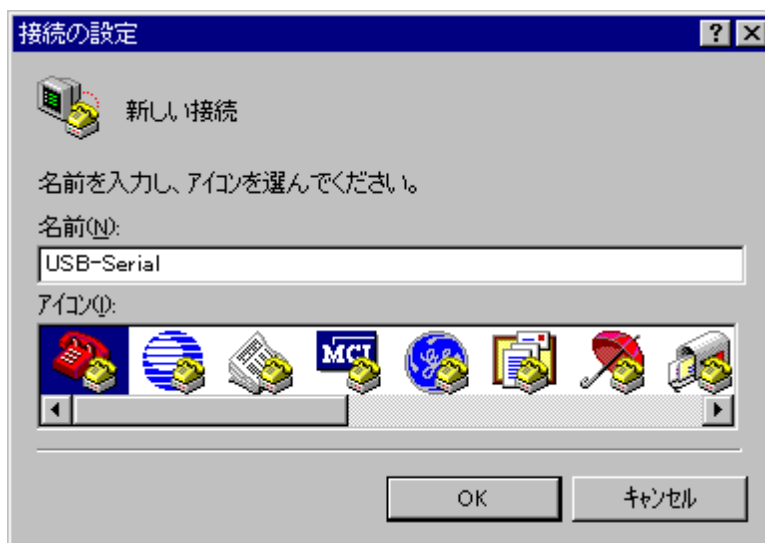 接続の設定
新しい接続
名前を入力し、アイコンを選んでください。
名前(N):
USB-Serial
アイコン(I):
MCI
OK
キャンセル